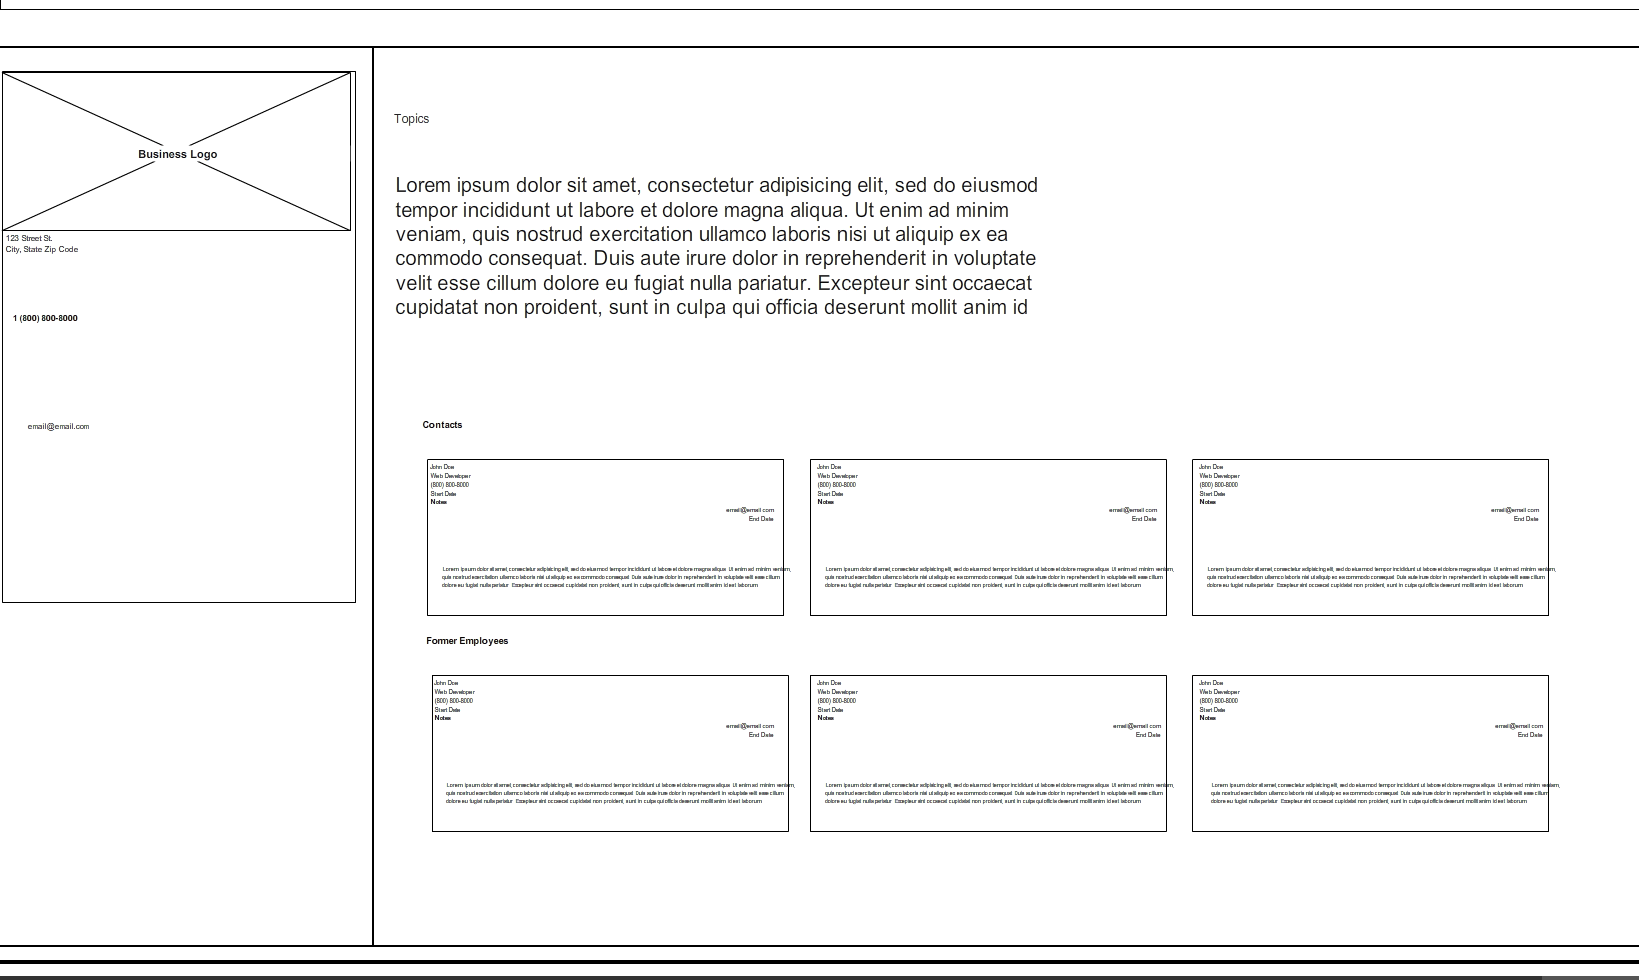 Business Logo
123 Street St.
City, State Zip Code
1 (800) 800-8000
email@email.com
Topics
Lorem ipsum dolor sit amet, consectetur adipisicing elit, sed do eiusmod
tempor incididunt ut labore et dolore magna aliqua. Ut enim ad minim
veniam, quis nostrud exercitation ullamco laboris nisi ut aliquip ex ea
commodo consequat. Duis aute irure dolor in reprehenderit in voluptate
velit esse cillum dolore eu fugiat nulla pariatur. Excepteur sint occaecat
cupidatat non proident, sunt in culpa qui officia deserunt mollit anim id
Contacts
John Doe
Web Developer
(800) 800-8000
Start Date
Notes
email@email.com
End Date
Lorem ipsum dolor sit amet, consectetur adipisicing elit, sed do eiusmod tempor incididunt ut labore et dolore magna aliqua. Ut enim ad minim veniam,
quis nostrud exercitation ullamco laboris nisi ut aliquip ex ea commodo consequat. Duis aute irure dolor in reprehenderit in voluptate velit esse cillum
dolore eu fugiat nulla pariatur. Excepteur sint occaecat cupidatat non proident, sunt in culpa qui officia deserunt mollit anim id est laborum
John Doe
Web Developer
(800) 800-8000
Start Date
Notes
email@email.com
End Date
Lorem ipsum dolor sit amet, consectetur adipisicing elit, sed do eiusmod tempor incididunt ut labore et dolore magna aliqua. Ut enim ad minim veniam,
quis nostrud exercitation ullamco laboris nisi ut aliquip ex ea commodo consequat. Duis aute irure dolor in reprehenderit in voluptate velit esse cillum
dolore eu fugiat nulla pariatur. Excepteur sint occaecat cupidatat non proident, sunt in culpa qui officia deserunt mollit anim id est laborum
John Doe
Web Developer
(800) 800-8000
Start Date
Notes
email@email.com
End Date
Lorem ipsum dolor sit amet, consectetur adipisicing elit, sed do eiusmod tempor incididunt ut labore et dolore magna aliqua. Ut enim ad minim veniam,
quis nostrud exercitation ullamco laboris nisi ut aliquip ex ea commodo consequat. Duis aute irure dolor in reprehenderit in voluptate velit esse cillum
dolore eu fugiat nulla pariatur. Excepteur sint occaecat cupidatat non proident, sunt in culpa qui officia deserunt mollit anim id est laborum
Former Employees
John Doe
Web Developer
(800) 800-8000
Start Date
Notes
email@email.com
End Date
Lorem ipsum dolor sit amet, consectetur adipisicing elit, sed do eiusmod tempor incididunt ut labore et dolore magna aliqua. Ut enim ad minim veniam,
quis nostrud exercitation ullamco laboris nisi ut aliquip ex ea commodo consequat. Duis aute irure dolor in reprehenderit in voluptate velit esse cillum
dolore eu fugiat nulla pariatur. Excepteur sint occaecat cupidatat non proident, sunt in culpa qui officia deserunt mollit anim id est laborum
John Doe
Web Developer
(800) 800-8000
Start Date
Notes
email@email.com
End Date
Lorem ipsum dolor sit amet, consectetur adipisicing elit, sed do eiusmod tempor incididunt ut labore et dolore magna aliqua. Ut enim ad minim veniam,
quis nostrud exercitation ullamco laboris nisi ut aliquip ex ea commodo consequat. Duis aute irure dolor in reprehenderit in voluptate velit esse cillum
dolore eu fugiat nulla pariatur. Excepteur sint occaecat cupidatat non proident, sunt in culpa qui officia deserunt mollit anim id est laborum
John Doe
Web Developer
(800) 800-8000
Start Date
Notes
email@email.com
End Date
Lorem ipsum dolor sit amet, consectetur adipisicing elit, sed do eiusmod tempor incididunt ut labore et dolore magna aliqua. Ut enim ad minim veniam,
quis nostrud exercitation ullamco laboris nisi ut aliquip ex ea commodo consequat. Duis aute irure dolor in reprehenderit in voluptate velit esse cillum
dolore eu fugiat nulla pariatur. Excepteur sint occaecat cupidatat non proident, sunt in culpa qui officia deserunt mollit anim id est laborum